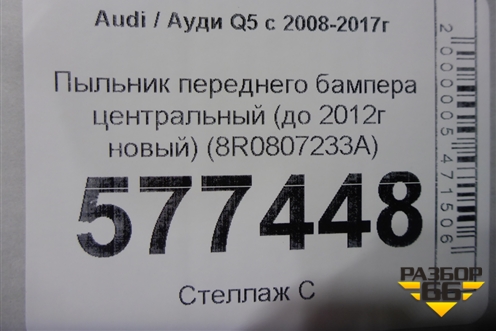 Audi / Ауди Q5 с 2008-2017г
Пыльник переднего бампера
центральный (до 2012г
новый) (8R0807233A)
577448
Стеллаж С
2000005471506
РАЗБОР
66